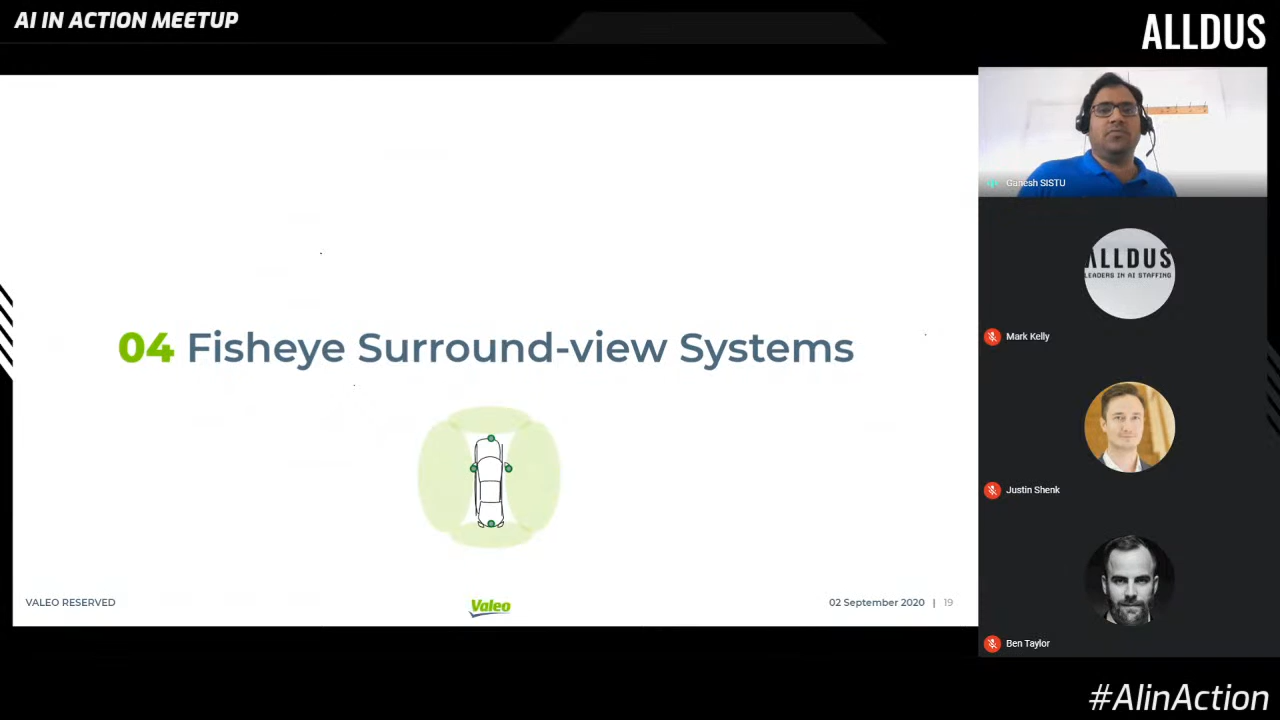 AI IN ACTION MEETUP
ALLDUS
Ganesh SISTU
ALLDUS
LEADERS IN AI STAFFING
Mark Kelly
04 Fisheye Surround-view Systems
Justin Shenk
VALEO RESERVED
Valeo
02 September 2020 | 19
Ben Taylor
#AIinAction